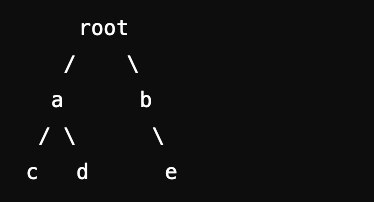 root
   /    \
  a      b
 / \      \
c   d      e